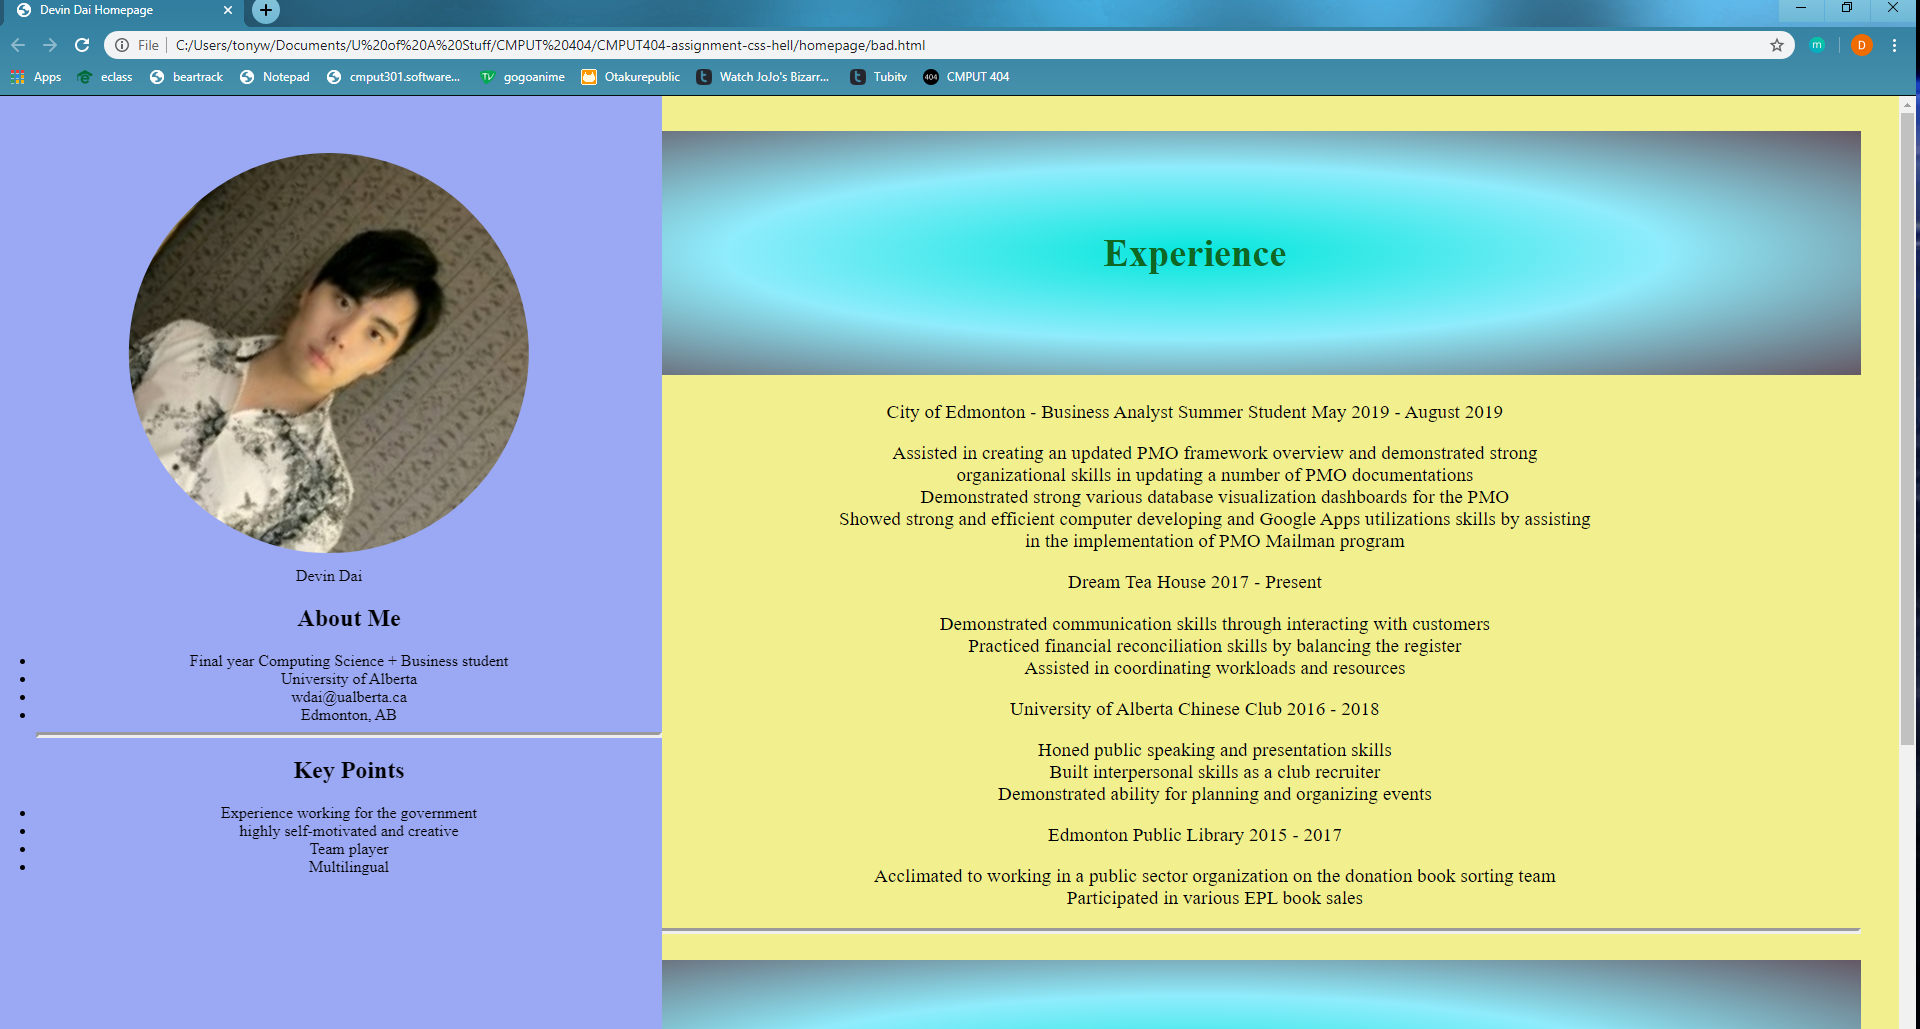 Devin Dai Homepage
File
C:/Users/tonyw/Documents/U%20of%20A%20Stuff/CMPUT%20404/CMPUT404-assignment-css-hell/homepage/bad.html
m
D
Apps
eclass
beartrack
Notepad
cmput301.software...
TV
gogoanime
Otakurepublic
t
Watch JoJo's Bizarr...
t
Tubitv
404
CMPUT 404
Devin Dai
About Me
Final year Computing Science + Business student
University of Alberta
wdai@ualberta.ca
Edmonton, AB
Key Points
Experience working for the government
highly self-motivated and creative
Team player
Multilingual
Experience
City of Edmonton - Business Analyst Summer Student May 2019 - August 2019
Assisted in creating an updated PMO framework overview and demonstrated strong
organizational skills in updating a number of PMO documentations
Demonstrated strong various database visualization dashboards for the PMO
Showed strong and efficient computer developing and Google Apps utilizations skills by assisting
in the implementation of PMO Mailman program
Dream Tea House 2017 - Present
Demonstrated communication skills through interacting with customers
Practiced financial reconciliation skills by balancing the register
Assisted in coordinating workloads and resources
University of Alberta Chinese Club 2016 - 2018
Honed public speaking and presentation skills
Built interpersonal skills as a club recruiter
Demonstrated ability for planning and organizing events
Edmonton Public Library 2015 - 2017
Acclimated to working in a public sector organization on the donation book sorting team
Participated in various EPL book sales